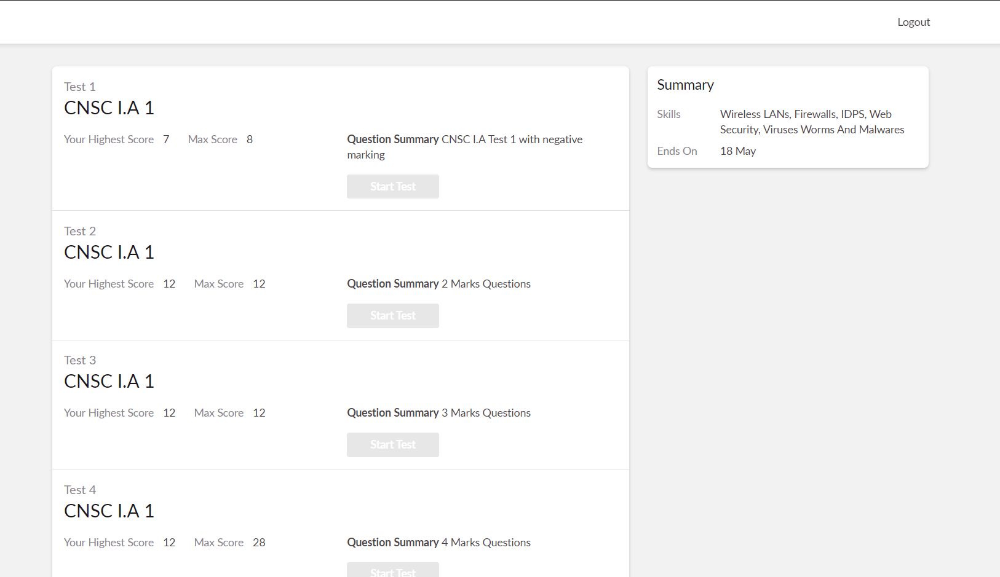 Logout
Test 1
CNSC I.A 1
Your Highest Score 7 Max Score 8
Question Summary CNSC I.A Test 1 with negative
marking
Start Test
Test 2
CNSC I.A 1
Your Highest Score 12 Max Score 12
Question Summary 2 Marks Questions
Start Test
Test 3
CNSC I.A 1
Your Highest Score 12 Max Score 12
Question Summary 3 Marks Questions
Start Test
Test 4
CNSC I.A 1
Your Highest Score 12 Max Score 28
Question Summary 4 Marks Questions
Start Test
Summary
Skills Wireless LANs, Firewalls, IDPS, Web
Security, Viruses Worms And Malwares
Ends On 18 May